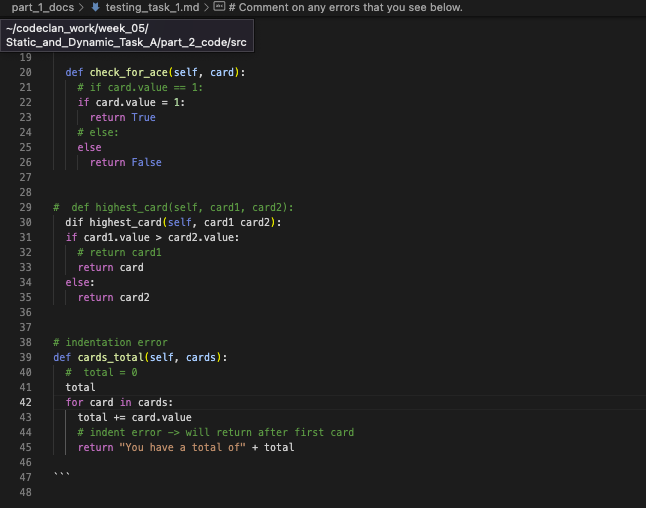 part_1_docs > testing_task_1.md > # Comment on any errors that you see below.
~/codeclan_work/week_05/
Static_and_Dynamic_Task_A/part_2_code/src
19
20 def check_for_ace(self, card):
21 # if card.value == 1:
22 if card.value = 1:
23 return True
24 # else:
25 else
26 return False
27
28
29 #  def highest_card(self, card1, card2):
30 dif highest_card(self, card1 card2):
31 if card1.value > card2.value:
32 # return card1
33 return card
34 else:
35 return card2
36
37
38 # indentation error
39 def cards_total(self, cards):
40 #  total = 0
41 total
42 for card in cards:
43 total += card.value
44 # indent error -> will return after first card
45 return "You have a total of" + total
46
47 ```
48